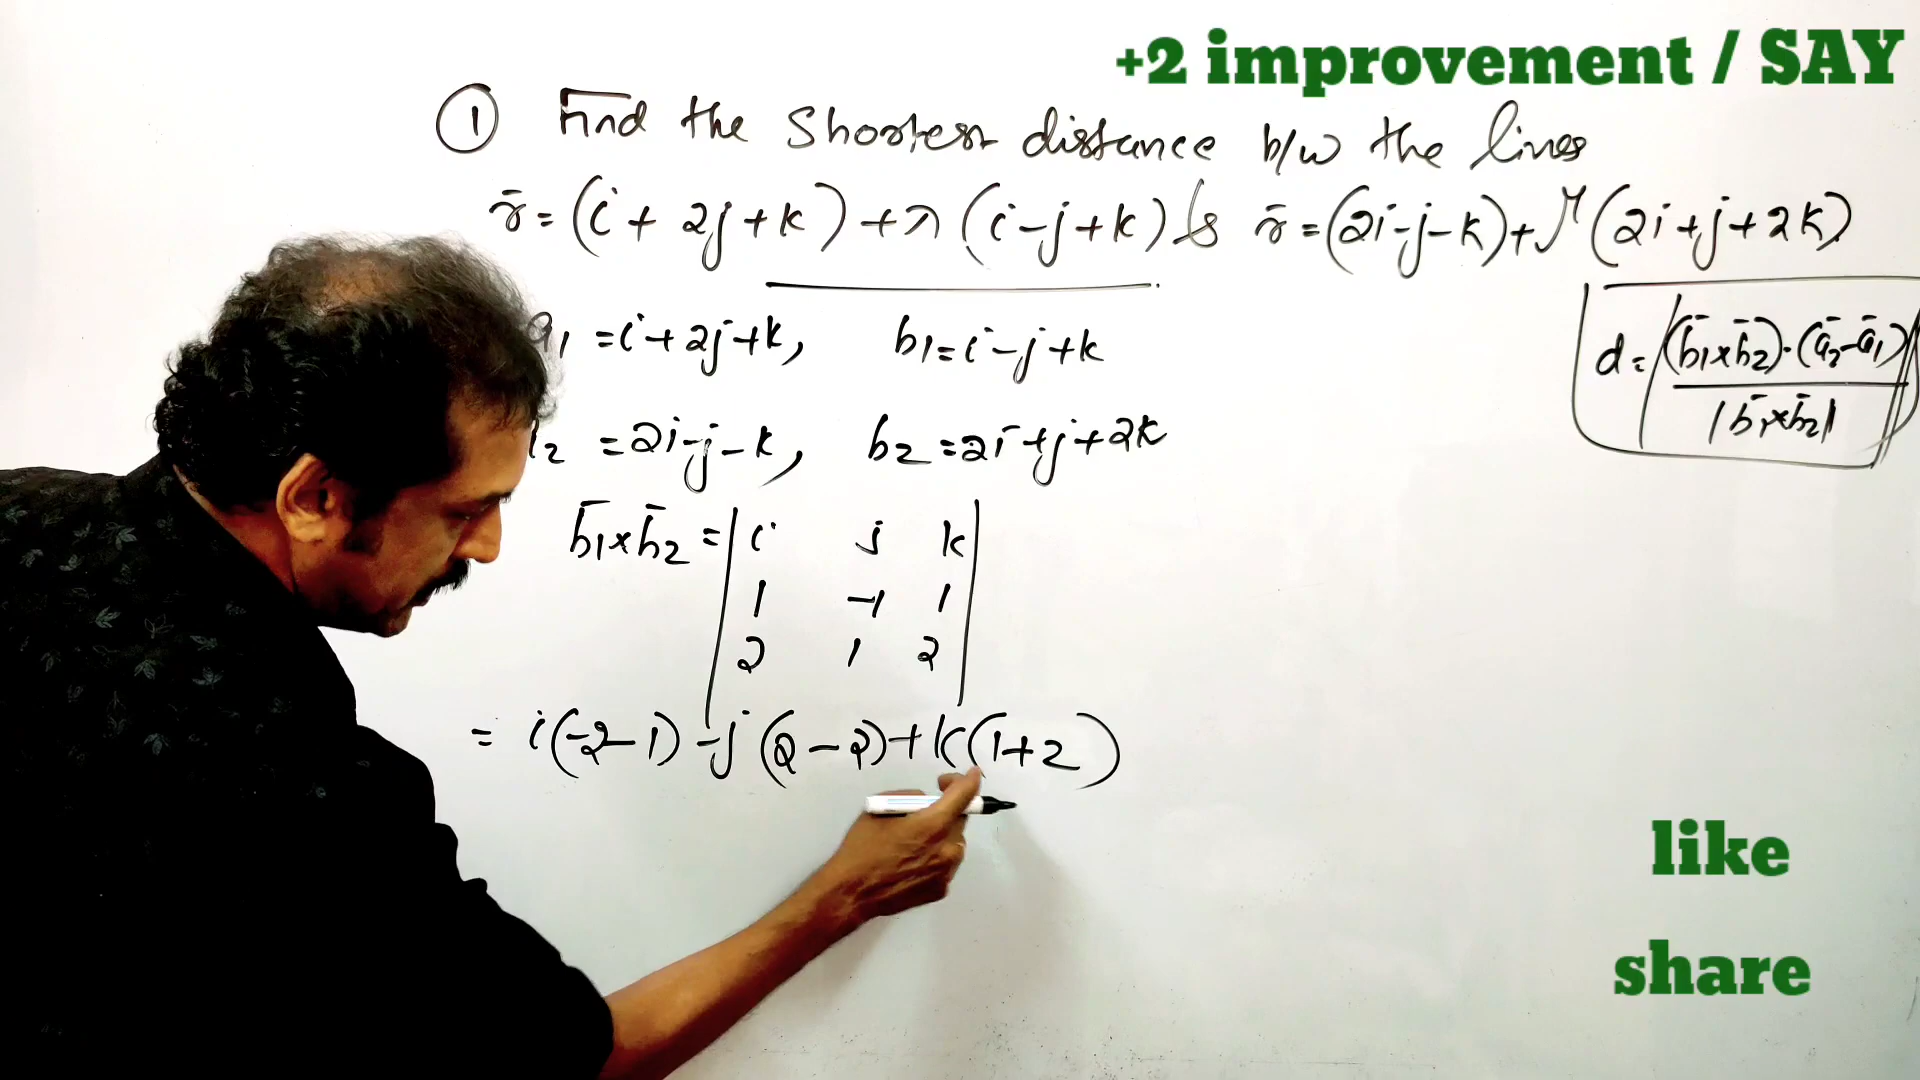 +2 improvement / SAY
① Find the Shortest distance b/w the lines
r̄ = (i + 2j + k) + λ (i - j + k) & r̄ = (2i - j - k) + μ (2i + j + 2k)
a1 = i + 2j + k, b1 = i - j + k
d = |(b̄1 × b̄2) · (ā2 - ā1) / |b̄1 × b̄2||
2 = 2i - j - k, b2 = 2i + j + 2k
b̄1 × b̄2 = | i j k |
1 -1 1
2 1 2
= i(-2-1) - j(2-2) + k(1+2)
like
share